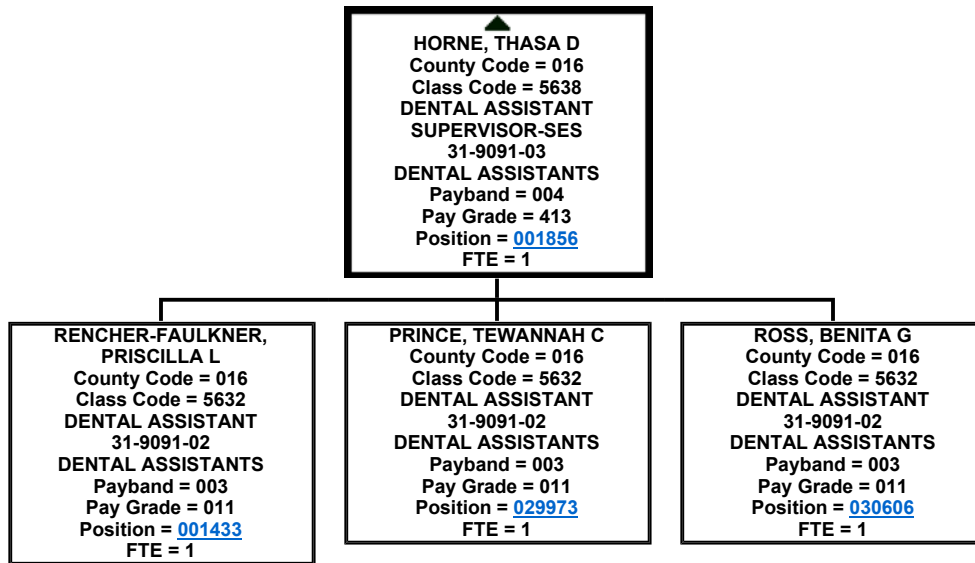 HORNE, THASA D
County Code = 016
Class Code = 5638
DENTAL ASSISTANT
SUPERVISOR-SES
31-9091-03
DENTAL ASSISTANTS
Payband = 004
Pay Grade = 413
Position = 001856
FTE = 1
RENCHER-FAULKNER,
PRISCILLA L
County Code = 016
Class Code = 5632
DENTAL ASSISTANT
31-9091-02
DENTAL ASSISTANTS
Payband = 003
Pay Grade = 011
Position = 001433
FTE = 1
PRINCE, TEWANNAH C
County Code = 016
Class Code = 5632
DENTAL ASSISTANT
31-9091-02
DENTAL ASSISTANTS
Payband = 003
Pay Grade = 011
Position = 029973
FTE = 1
ROSS, BENITA G
County Code = 016
Class Code = 5632
DENTAL ASSISTANT
31-9091-02
DENTAL ASSISTANTS
Payband = 003
Pay Grade = 011
Position = 030606
FTE = 1